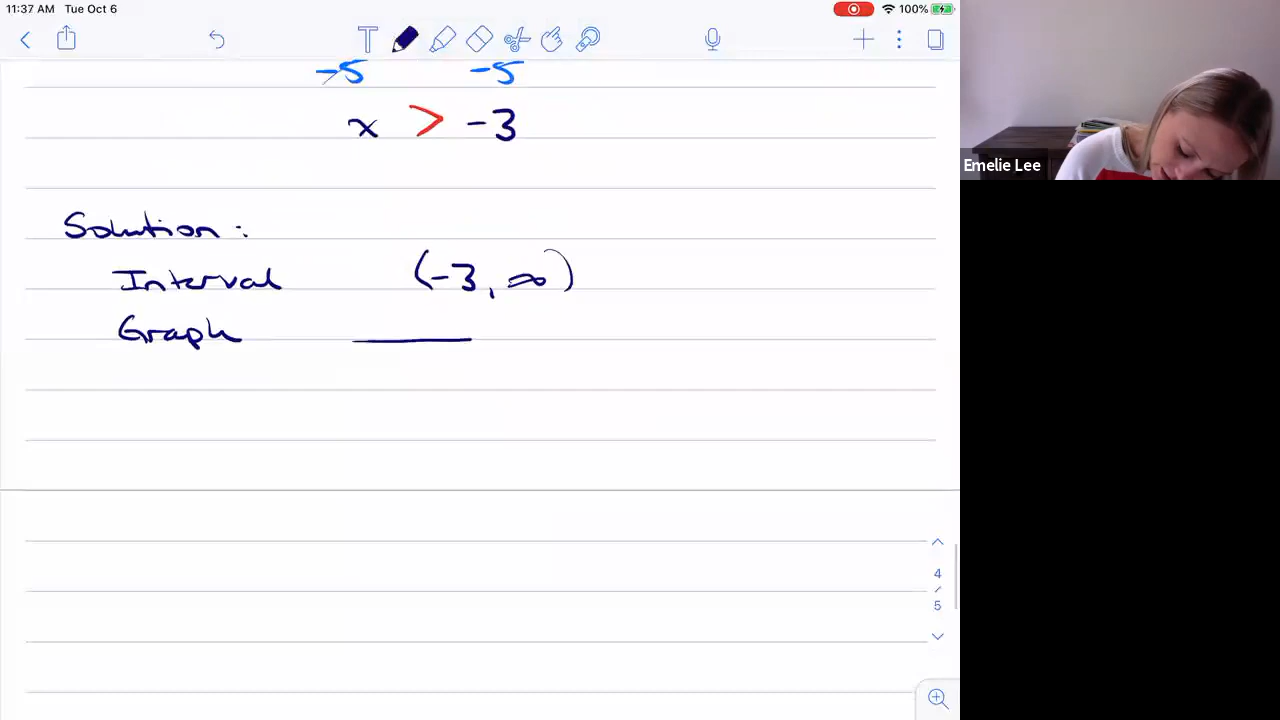 11:37 AM Tue Oct 6
100%
T
-5 -5
x > -3
Emelie Lee
Solution:
Interval (-3, ∞)
Graph
4
5